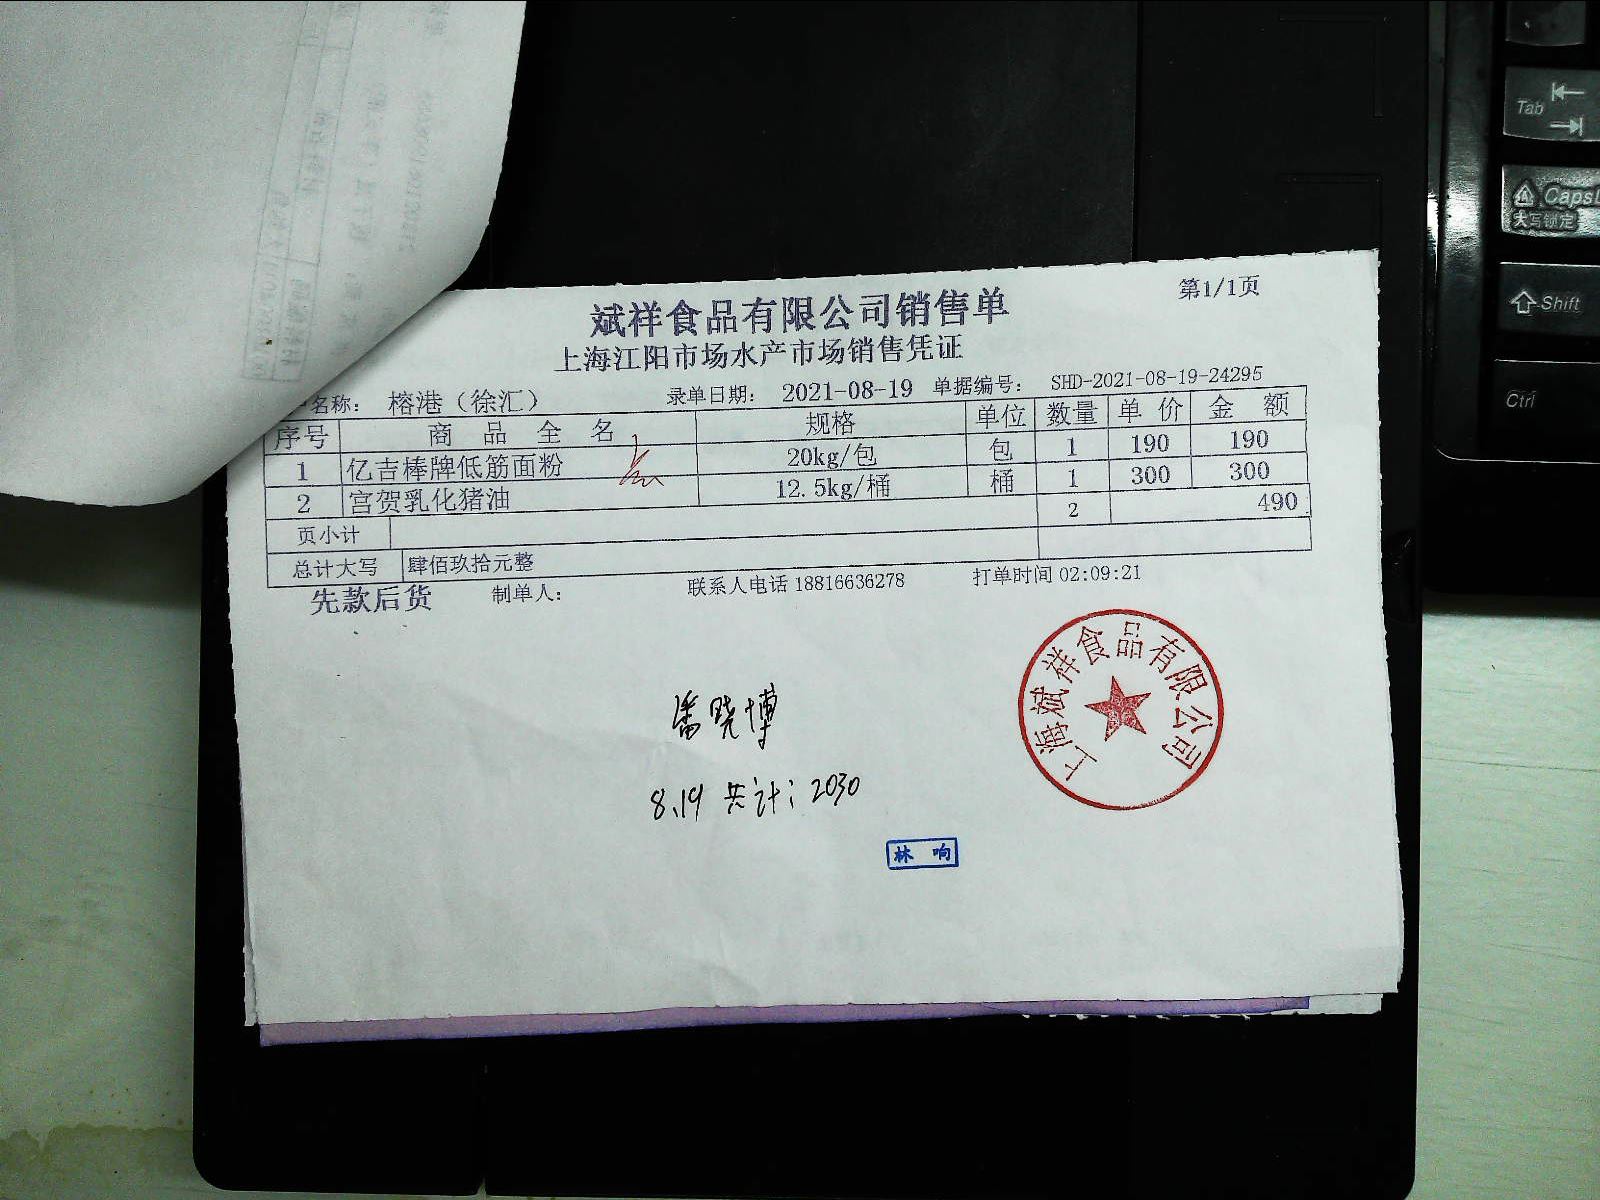 斌祥食品有限公司销售单
第1/1页
上海江阳市场水产市场销售凭证
名称： 榕港（徐汇） 录单日期： 2021-08-19 单据编号： SHD-2021-08-19-24295
序号 商品全名 规格 单位 数量 单价 金额
1 亿吉棒牌低筋面粉 20kg/包 包 1 190 190
2 宫贺乳化猪油 12.5kg/桶 桶 1 300 300
页小计 2 490
总计大写 肆佰玖拾元整
先款后货 制单人： 联系人电话 18816636278 打单时间 02:09:21
上海斌祥食品有限公司
潘晓博
8.19 共计：2030
林响
Tab
Caps
大写锁定
Shift
Ctrl